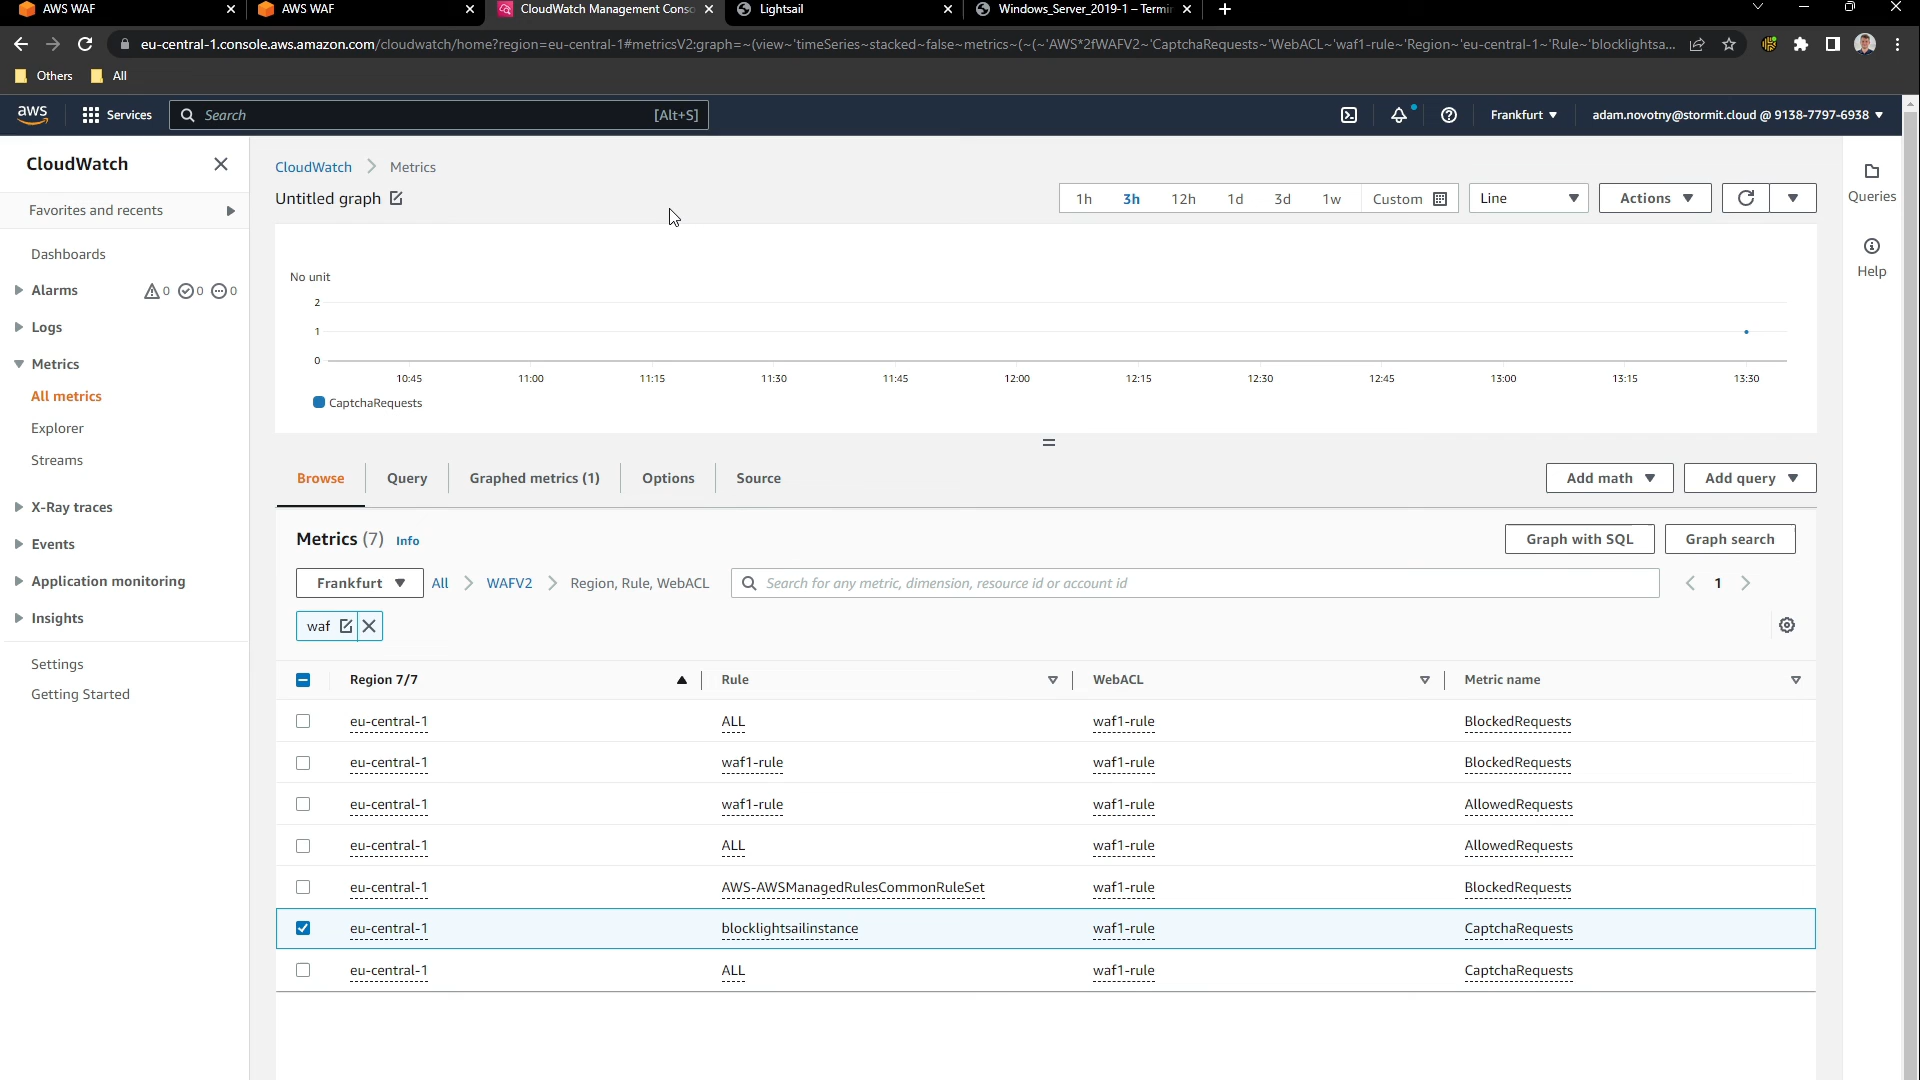 AWS WAF
AWS WAF
CloudWatch Management Conso
Lightsail
Windows_Server_2019-1 – Termin
eu-central-1.console.aws.amazon.com/cloudwatch/home?region=eu-central-1#metricsV2:graph=~(view~'timeSeries~stacked~false~metrics~(~(~'AWS*2fWAFV2~'CaptchaRequests~'WebACL~'waf1-rule~'Region~'eu-central-1~'Rule~'blocklightsa...
Others
All
aws
Services
Search
[Alt+S]
Frankfurt
adam.novotny@stormit.cloud @ 9138-7797-6938
CloudWatch
Favorites and recents
Dashboards
Alarms
0
0
0
Logs
Metrics
All metrics
Explorer
Streams
X-Ray traces
Events
Application monitoring
Insights
Settings
Getting Started
CloudWatch > Metrics
Untitled graph
1h
3h
12h
1d
3d
1w
Custom
Line
Actions
No unit
2
1
0
10:45
11:00
11:15
11:30
11:45
12:00
12:15
12:30
12:45
13:00
13:15
13:30
CaptchaRequests
Browse
Query
Graphed metrics (1)
Options
Source
Add math
Add query
Metrics (7) Info
Graph with SQL
Graph search
Frankfurt
All > WAFV2 > Region, Rule, WebACL
Search for any metric, dimension, resource id or account id
1
waf
Region 7/7
Rule
WebACL
Metric name
eu-central-1 ALL waf1-rule BlockedRequests
eu-central-1 waf1-rule waf1-rule BlockedRequests
eu-central-1 waf1-rule waf1-rule AllowedRequests
eu-central-1 ALL waf1-rule AllowedRequests
eu-central-1 AWS-AWSManagedRulesCommonRuleSet waf1-rule BlockedRequests
eu-central-1 blocklightsailinstance waf1-rule CaptchaRequests
eu-central-1 ALL waf1-rule CaptchaRequests
Queries
Help